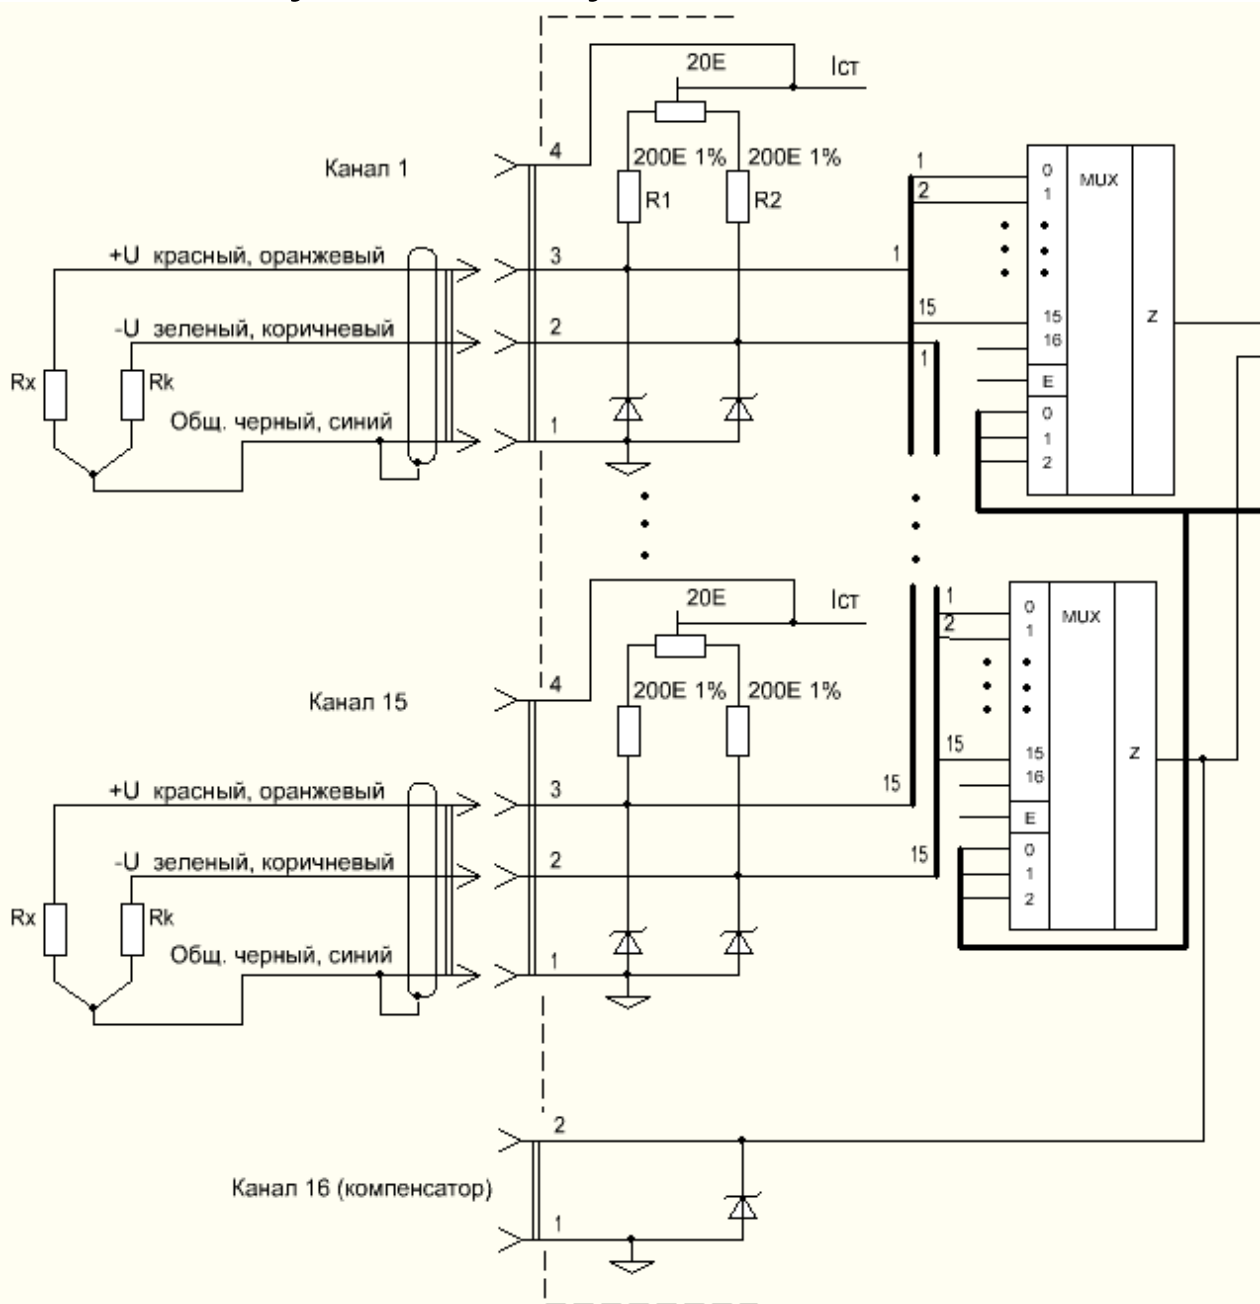 20E
Iст
4
Канал 1
200E 1%
200E 1%
R1
R2
+U красный, оранжевый
3
1
-U зеленый, коричневый
2
1
Rx
Rk
Общ. черный, синий
1
1
2
15
0
1
MUX
15
16
Z
E
0
1
2
20E
Iст
4
Канал 15
200E 1%
200E 1%
+U красный, оранжевый
3
15
-U зеленый, коричневый
2
15
Rx
Rk
Общ. черный, синий
1
1
2
15
0
1
MUX
15
16
Z
E
0
1
2
2
Канал 16 (компенсатор)
1